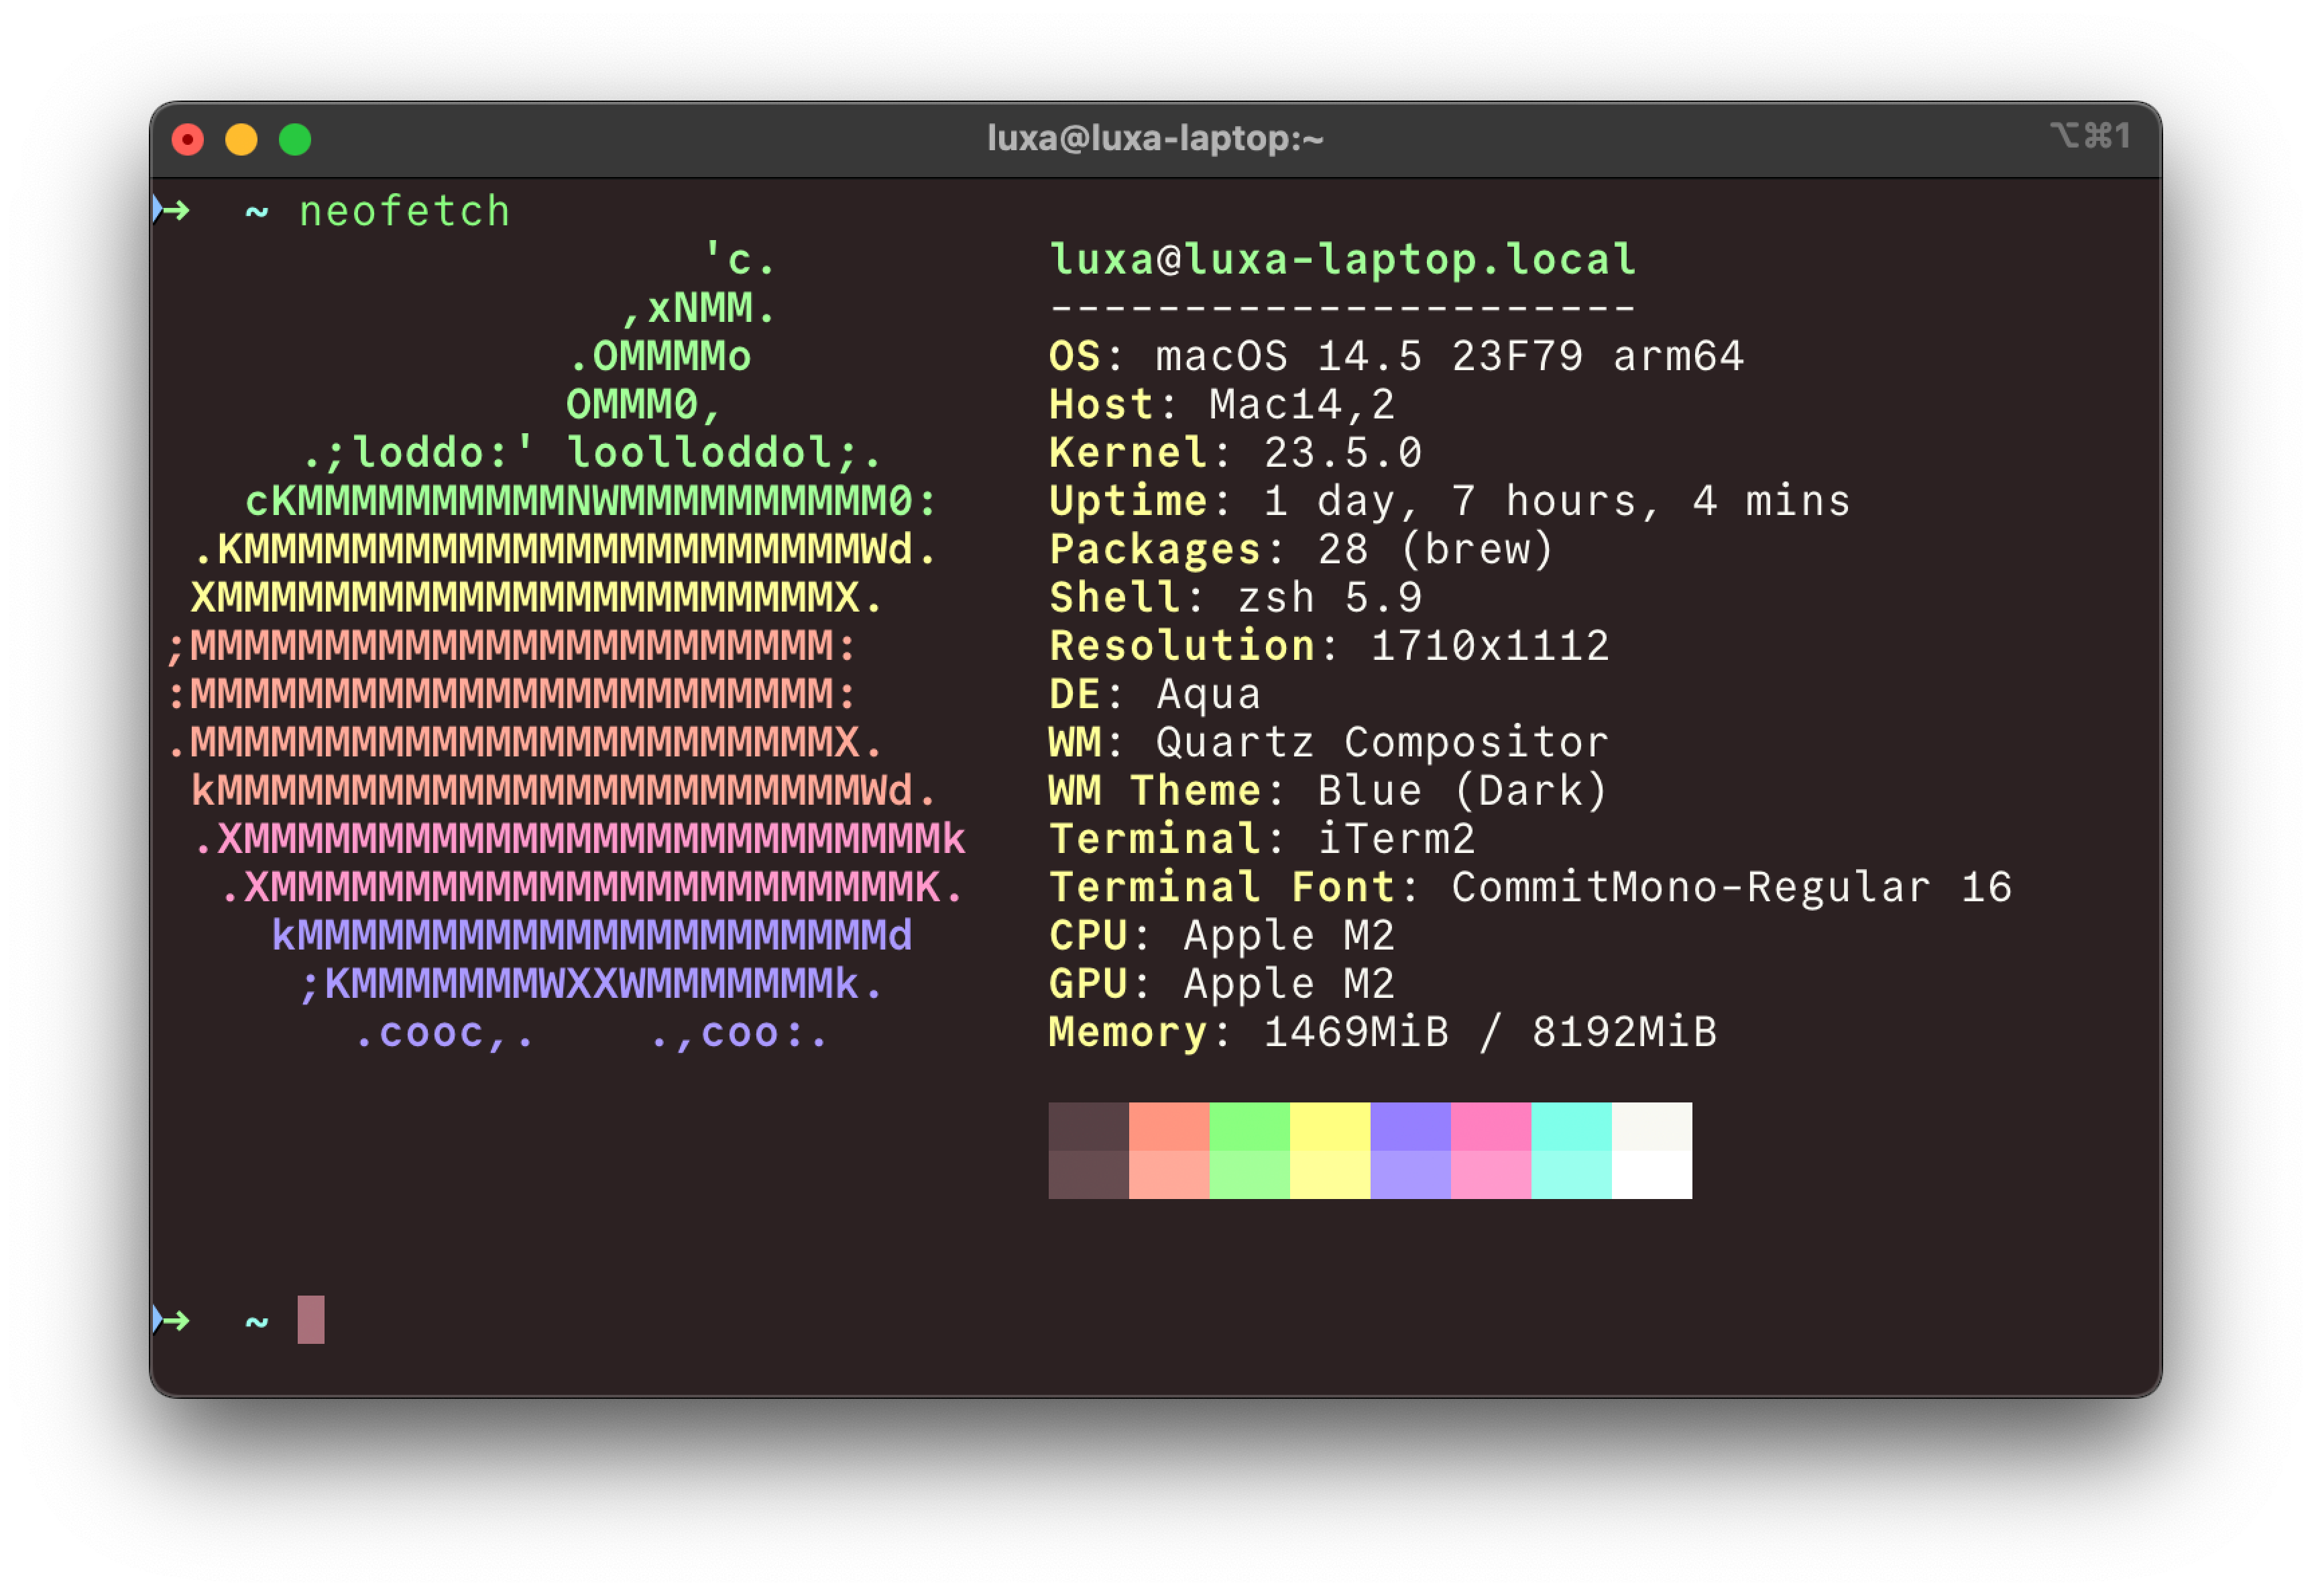 luxa@luxa-laptop:~ ⌥⌘1
→ ~ neofetch
'c.
,xNMM.
.OMMMMo
OMMM0,
.;loddo:' loolloddol;.
cKMMMMMMMMMMNWMMMMMMMMMM0:
.KMMMMMMMMMMMMMMMMMMMMMMMWd.
XMMMMMMMMMMMMMMMMMMMMMMMX.
;MMMMMMMMMMMMMMMMMMMMMMMM:
:MMMMMMMMMMMMMMMMMMMMMMMM:
.MMMMMMMMMMMMMMMMMMMMMMMMX.
kMMMMMMMMMMMMMMMMMMMMMMMMWd.
.XMMMMMMMMMMMMMMMMMMMMMMMMMMk
.XMMMMMMMMMMMMMMMMMMMMMMMMK.
kMMMMMMMMMMMMMMMMMMMMMMd
;KMMMMMMMWXXWMMMMMMMk.
.cooc,. .,coo:.
luxa@luxa-laptop.local
----------------------
OS: macOS 14.5 23F79 arm64
Host: Mac14,2
Kernel: 23.5.0
Uptime: 1 day, 7 hours, 4 mins
Packages: 28 (brew)
Shell: zsh 5.9
Resolution: 1710x1112
DE: Aqua
WM: Quartz Compositor
WM Theme: Blue (Dark)
Terminal: iTerm2
Terminal Font: CommitMono-Regular 16
CPU: Apple M2
GPU: Apple M2
Memory: 1469MiB / 8192MiB
→ ~